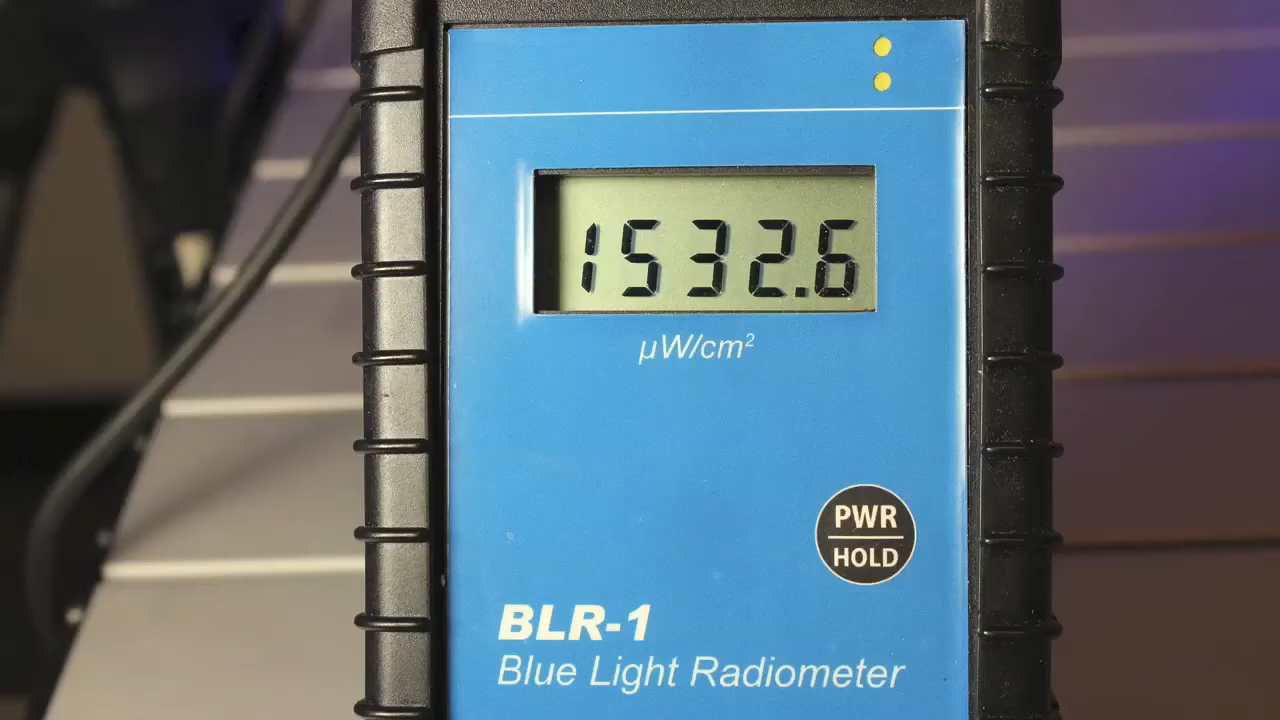 1532.6
µW/cm²
PWR
HOLD
BLR-1
Blue Light Radiometer